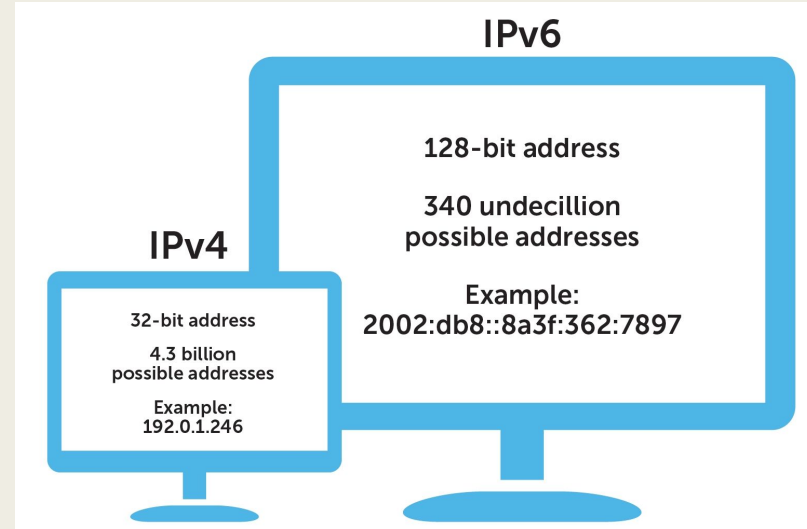 IPv6
128-bit address
340 undecillion
possible addresses
Example:
2002:db8::8a3f:362:7897
IPv4
32-bit address
4.3 billion
possible addresses
Example:
192.0.1.246